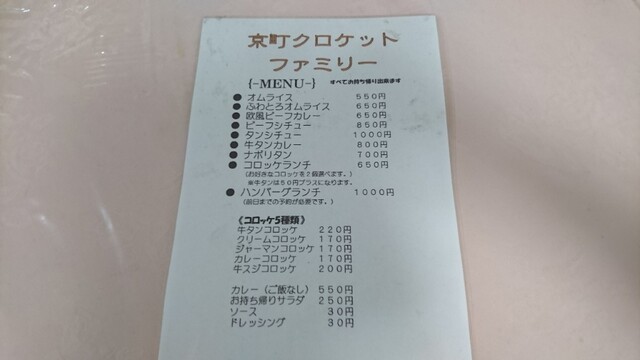 京町クロケット
ファミリー
{-MENU-} すべてお持ち帰り出来ます
● オムライス 550円
● ふわとろオムライス 650円
● 欧風ビーフカレー 650円
● ビーフシチュー 850円
● タンシチュー 1000円
● 牛タンカレー 800円
● ナポリタン 700円
● コロッケランチ 650円
(お好きなコロッケを2個選べます。)
※牛タンは50円プラスになります。
● ハンバーグランチ 1000円
(前日までの予約が必要です。)
《コロッケ5種類》
牛タンコロッケ 220円
クリームコロッケ 170円
ジャーマンコロッケ 170円
カレーコロッケ 170円
牛スジコロッケ 200円
カレー(ご飯なし) 550円
お持ち帰りサラダ 250円
ソース 30円
ドレッシング 30円